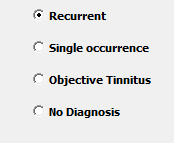 Recurrent
Single occurrence
Objective Tinnitus
No Diagnosis